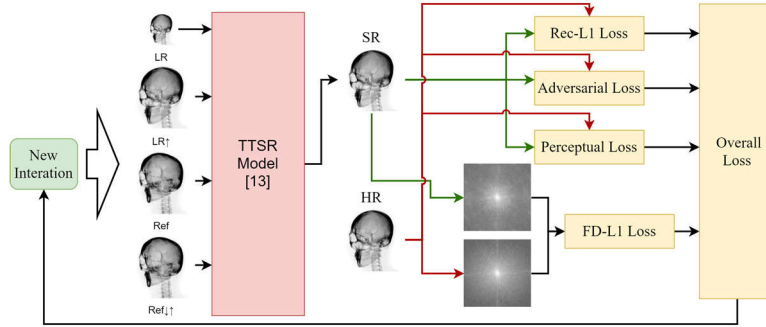 LR
LR↑
Ref
Ref↓↑
New
Interation
TTSR
Model
[13]
SR
HR
Rec-L1 Loss
Adversarial Loss
Perceptual Loss
FD-L1 Loss
Overall
Loss